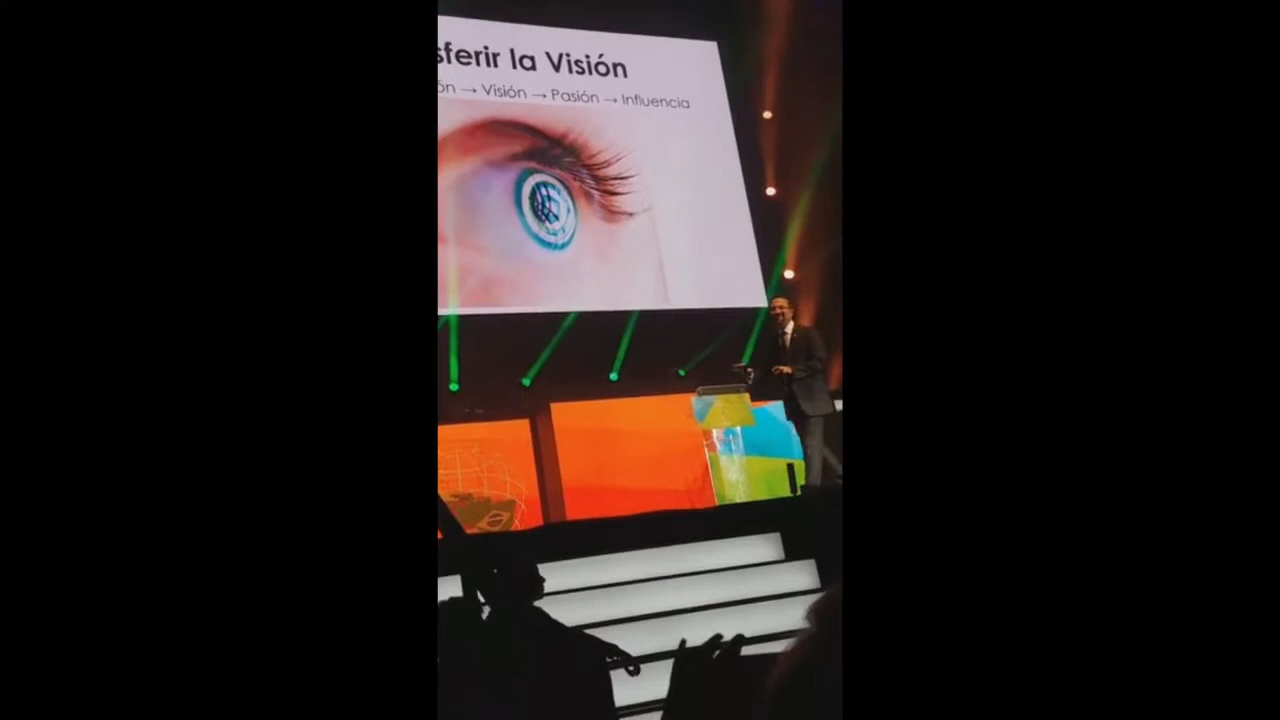 sferir la Visión
ón → Visión → Pasión → Influencia